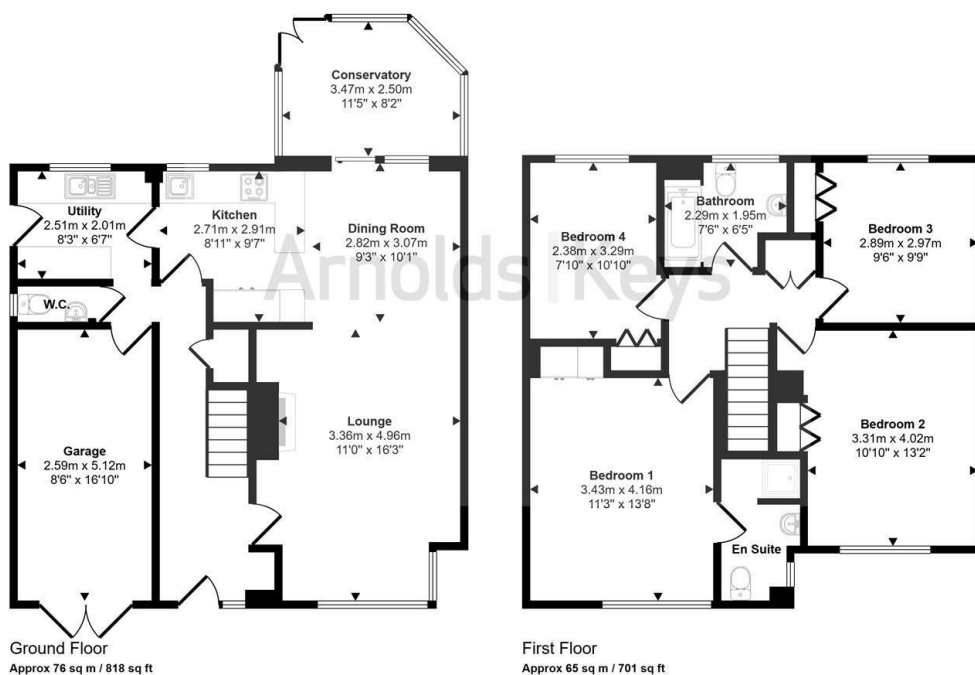 Conservatory
3.47m x 2.50m
11'5" x 8'2"
Utility
2.51m x 2.01m
8'3" x 6'7"
Kitchen
2.71m x 2.91m
8'11" x 9'7"
Dining Room
2.82m x 3.07m
9'3" x 10'1"
W.C.
Garage
2.59m x 5.12m
8'6" x 16'10"
Lounge
3.36m x 4.96m
11'0" x 16'3"
Ground Floor
Approx 76 sq m / 818 sq ft
Bedroom 4
2.38m x 3.29m
7'10" x 10'10"
Bathroom
2.29m x 1.95m
7'6" x 6'5"
Bedroom 3
2.89m x 2.97m
9'6" x 9'9"
Bedroom 1
3.43m x 4.16m
11'3" x 13'8"
Bedroom 2
3.31m x 4.02m
10'10" x 13'2"
En Suite
First Floor
Approx 65 sq m / 701 sq ft
Arnolds Keys